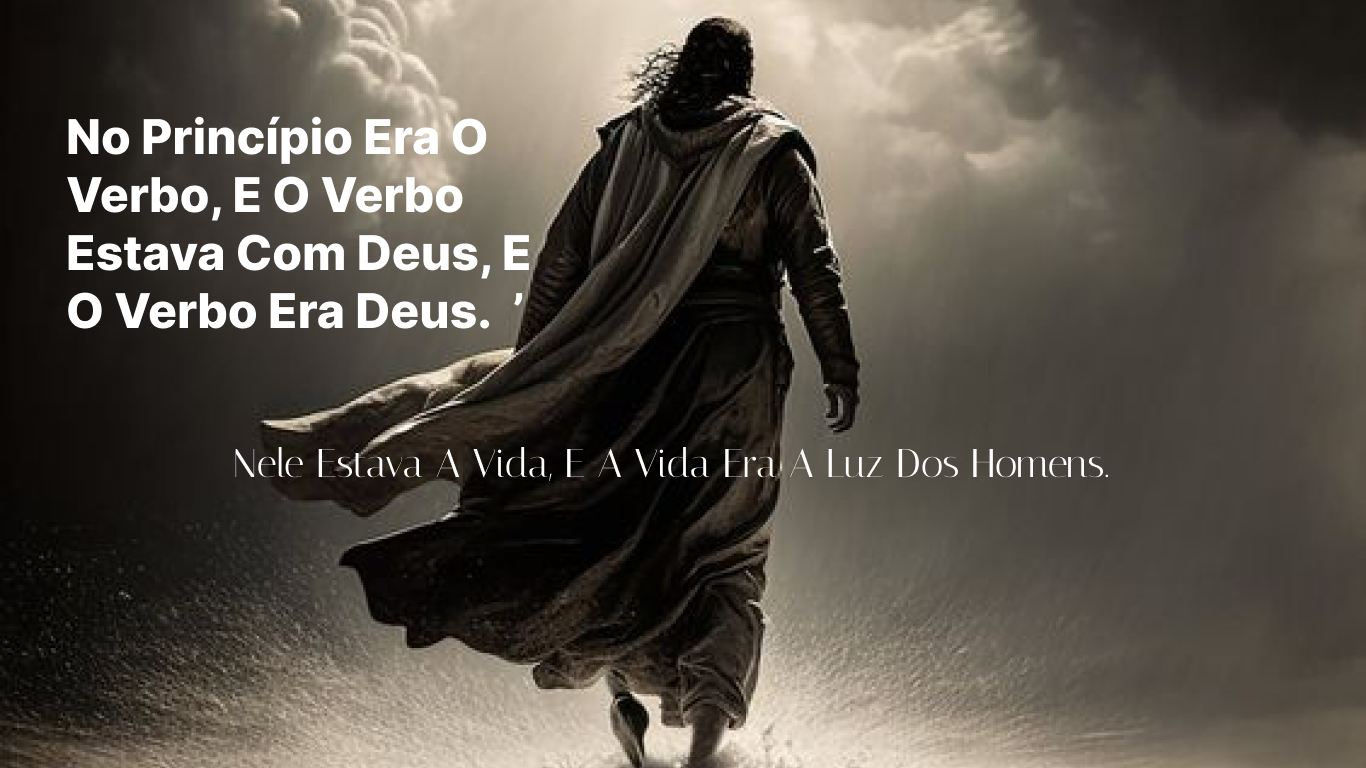 No Princípio Era O
Verbo, E O Verbo
Estava Com Deus, E
O Verbo Era Deus. ’
Nele Estava A Vida, E A Vida Era A Luz Dos Homens.